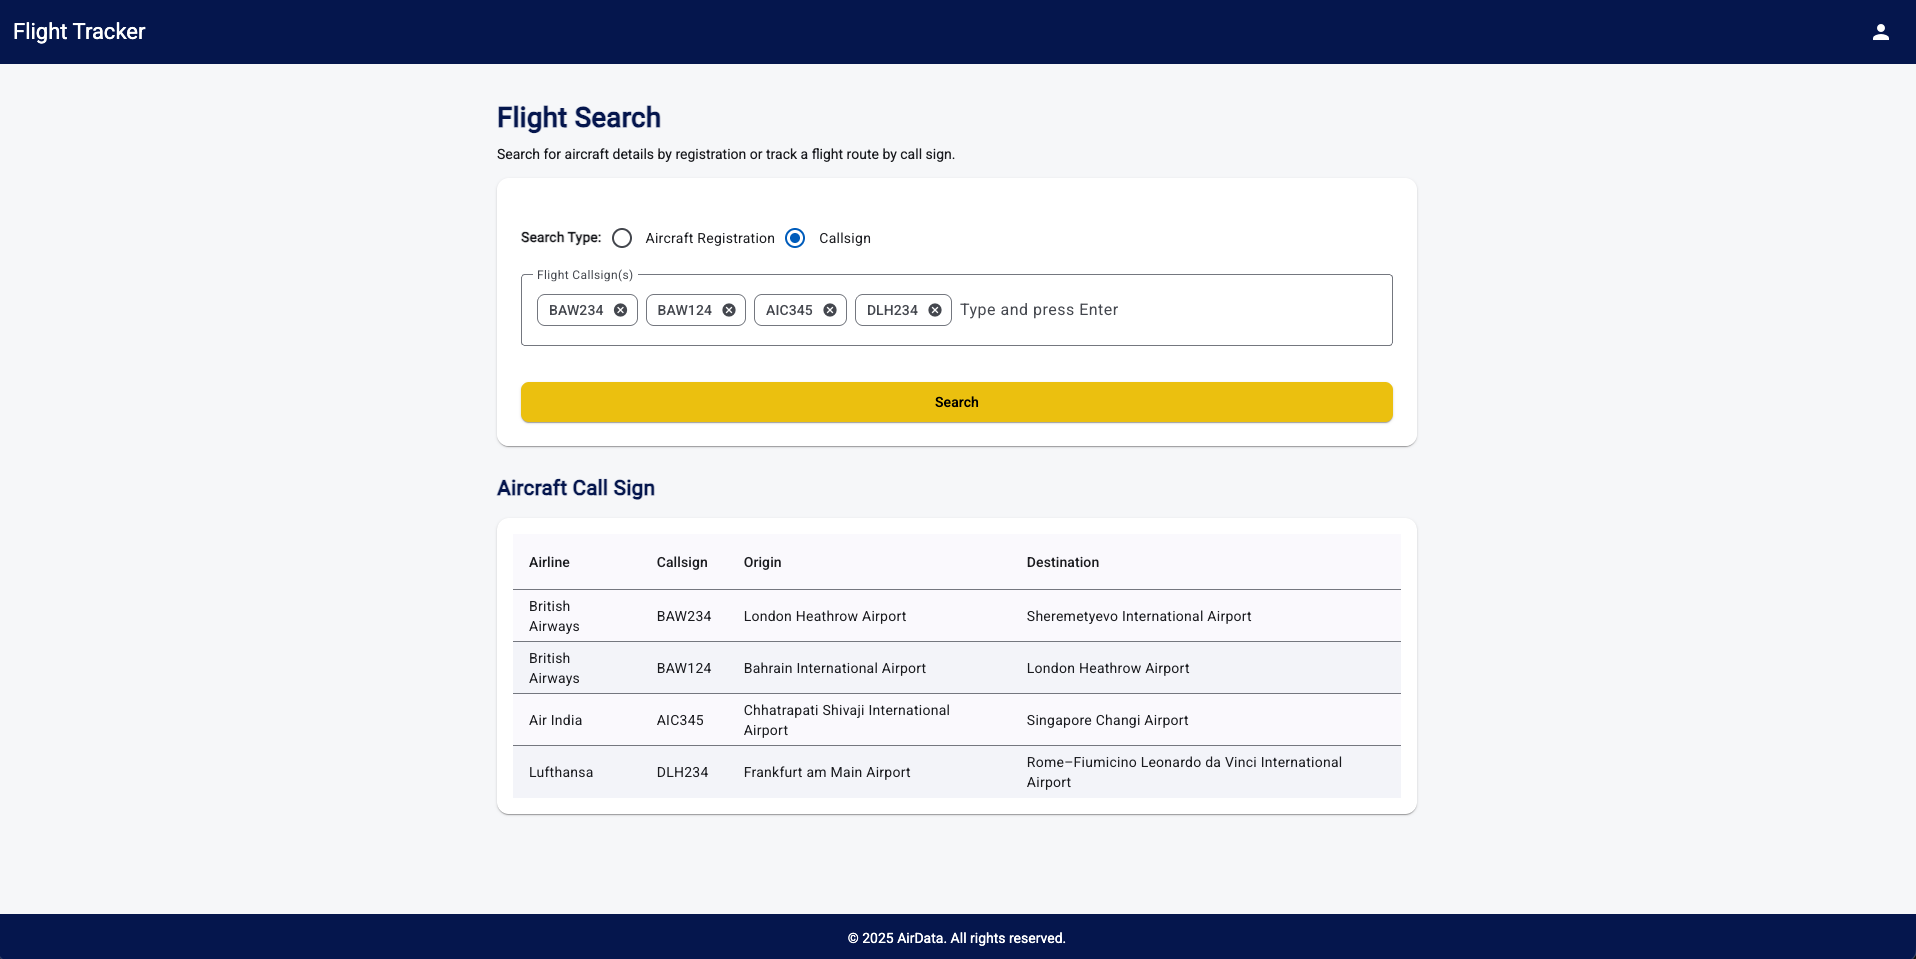 Flight Tracker
Flight Search
Search for aircraft details by registration or track a flight route by call sign.
Search Type: Aircraft Registration Callsign
Flight Callsign(s)
BAW234 BAW124 AIC345 DLH234 Type and press Enter
Search
Aircraft Call Sign
Airline Callsign Origin Destination
British
Airways
BAW234 London Heathrow Airport Sheremetyevo International Airport
British
Airways
BAW124 Bahrain International Airport London Heathrow Airport
Air India AIC345
Chhatrapati Shivaji International
Airport
Singapore Changi Airport
Lufthansa DLH234 Frankfurt am Main Airport
Rome–Fiumicino Leonardo da Vinci International
Airport
© 2025 AirData. All rights reserved.